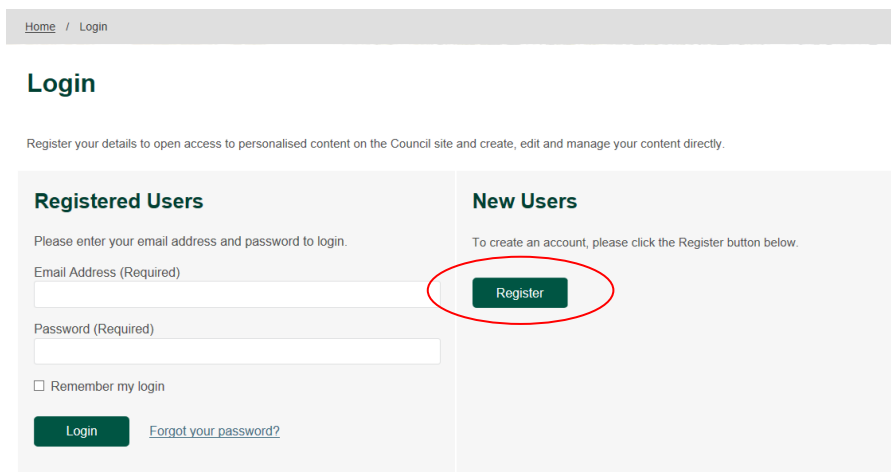 Home / Login
Login
Register your details to open access to personalised content on the Council site and create, edit and manage your content directly.
Registered Users
Please enter your email address and password to login.
Email Address (Required)
Password (Required)
Remember my login
Login Forgot your password?
New Users
To create an account, please click the Register button below.
Register